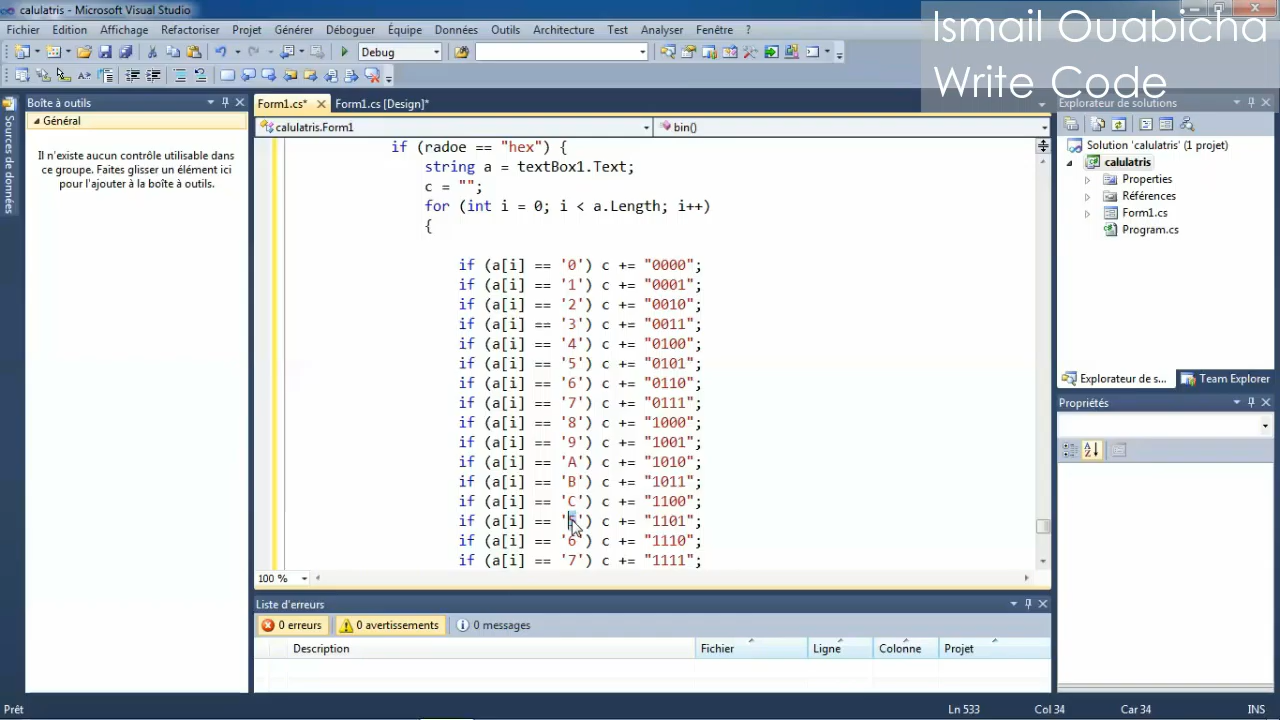 calulatris - Microsoft Visual Studio
Ismail Ouabicha
Write Code
Fichier Edition Affichage Refactoriser Projet Générer Déboguer Équipe Données Outils Architecture Test Analyser Fenêtre ?
Debug
Sources de données
Boîte à outils
Général
Il n'existe aucun contrôle utilisable dans
ce groupe. Faites glisser un élément ici
pour l'ajouter à la boîte à outils.
Form1.cs* Form1.cs [Design]*
calulatris.Form1 bin()
if (radoe == "hex") {
string a = textBox1.Text;
c = "";
for (int i = 0; i < a.Length; i++)
{
if (a[i] == '0') c += "0000";
if (a[i] == '1') c += "0001";
if (a[i] == '2') c += "0010";
if (a[i] == '3') c += "0011";
if (a[i] == '4') c += "0100";
if (a[i] == '5') c += "0101";
if (a[i] == '6') c += "0110";
if (a[i] == '7') c += "0111";
if (a[i] == '8') c += "1000";
if (a[i] == '9') c += "1001";
if (a[i] == 'A') c += "1010";
if (a[i] == 'B') c += "1011";
if (a[i] == 'C') c += "1100";
if (a[i] == '5') c += "1101";
if (a[i] == '6') c += "1110";
if (a[i] == '7') c += "1111";
100 %
Liste d'erreurs
0 erreurs 0 avertissements 0 messages
Description Fichier Ligne Colonne Projet
Explorateur de solutions
Solution 'calulatris' (1 projet)
calulatris
Properties
Références
Form1.cs
Program.cs
Explorateur de s... Team Explorer
Propriétés
Prêt Ln 533 Col 34 Car 34 INS